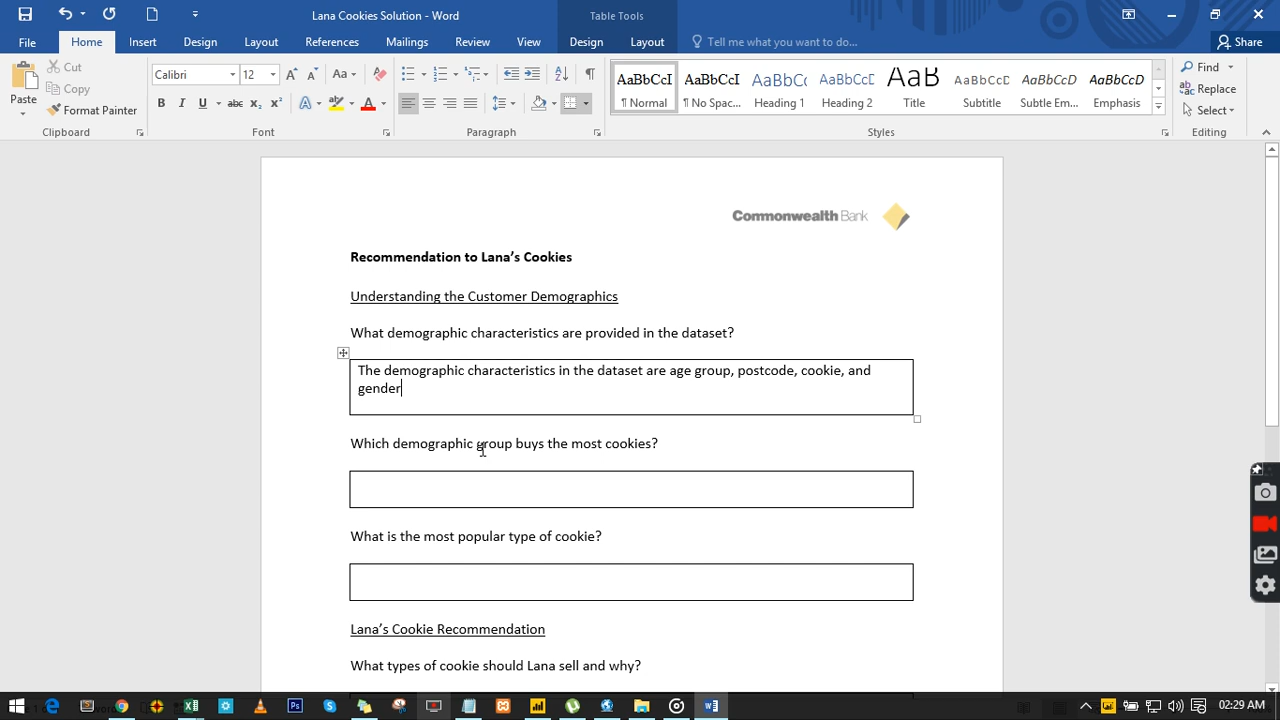 Lana Cookies Solution - Word
Table Tools
File
Home
Insert
Design
Layout
References
Mailings
Review
View
Design
Layout
Tell me what you want to do...
Share
Paste
Cut
Copy
Format Painter
Clipboard
Calibri
12
Font
Paragraph
AaBbCcI
¶ Normal
AaBbCcI
¶ No Spac...
AaBbC
Heading
AaBbCcC
Heading 2
AaB
Title
AaBbCcD
Subtitle
AaBbCcD
Subtle Em...
AaBbCcD
Emphasis
Styles
Find
Replace
Select
Editing
CommonwealthBank
Recommendation to Lana's Cookies
Understanding the Customer Demographics
What demographic characteristics are provided in the dataset?
The demographic characteristics in the dataset are age group, postcode, cookie, and
gender
Which demographic group buys the most cookies?
What is the most popular type of cookie?
Lana's Cookie Recommendation
What types of cookie should Lana sell and why?
02:29 AM